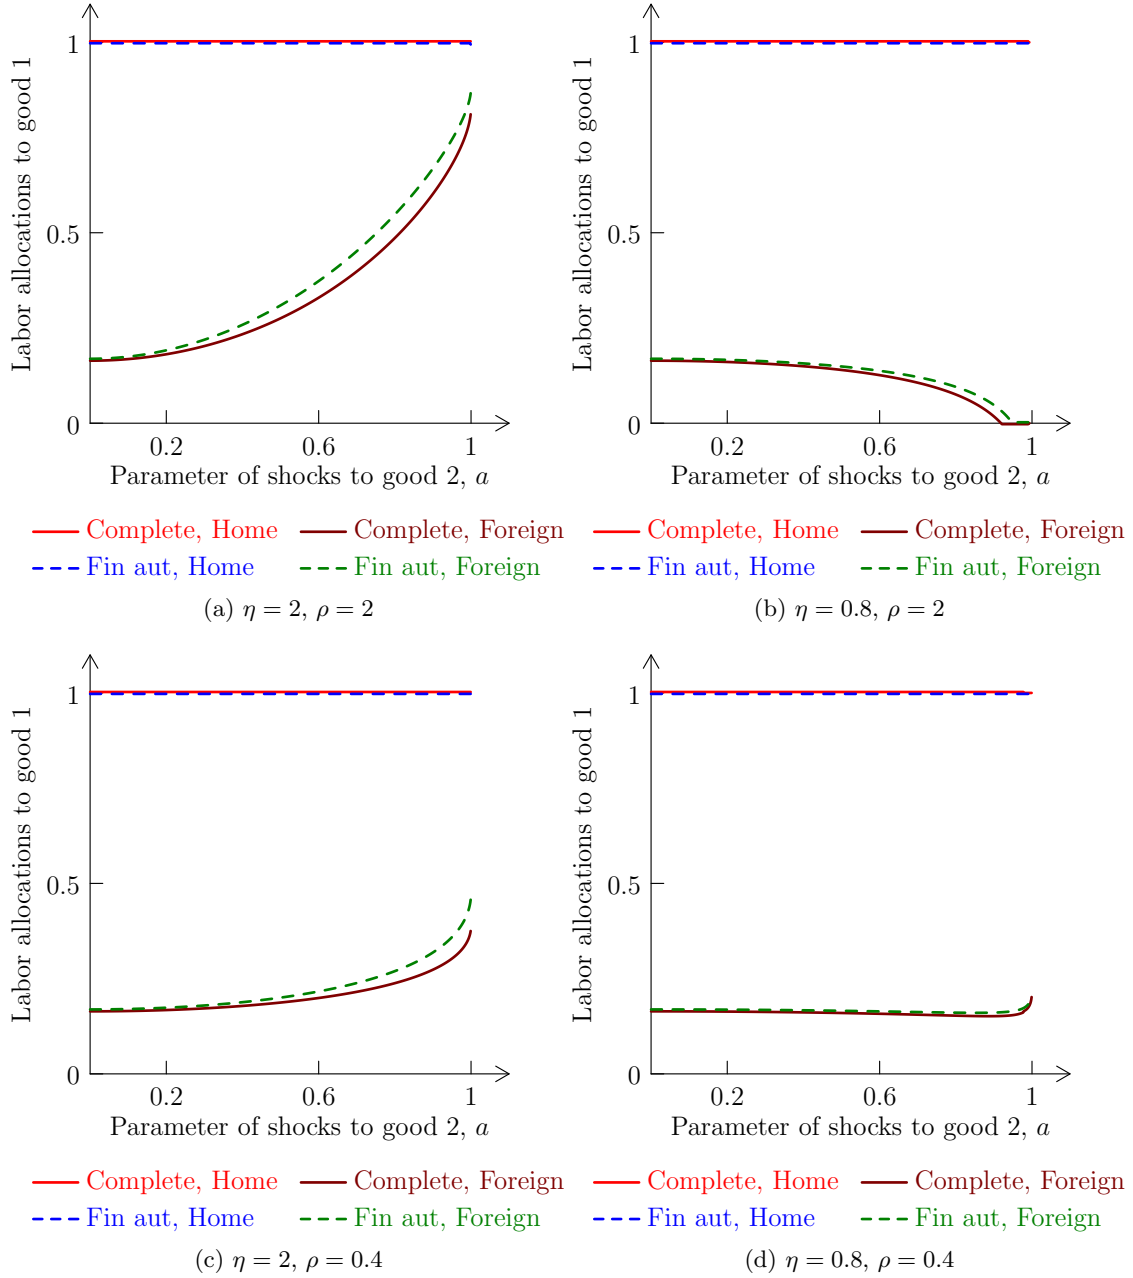 Labor allocations to good 1
1
0.5
0
0.2 0.6 1
Parameter of shocks to good 2, a
Complete, Home Complete, Foreign
Fin aut, Home Fin aut, Foreign
(a) η = 2, ρ = 2
Labor allocations to good 1
1
0.5
0
0.2 0.6 1
Parameter of shocks to good 2, a
Complete, Home Complete, Foreign
Fin aut, Home Fin aut, Foreign
(b) η = 0.8, ρ = 2
Labor allocations to good 1
1
0.5
0
0.2 0.6 1
Parameter of shocks to good 2, a
Complete, Home Complete, Foreign
Fin aut, Home Fin aut, Foreign
(c) η = 2, ρ = 0.4
Labor allocations to good 1
1
0.5
0
0.2 0.6 1
Parameter of shocks to good 2, a
Complete, Home Complete, Foreign
Fin aut, Home Fin aut, Foreign
(d) η = 0.8, ρ = 0.4